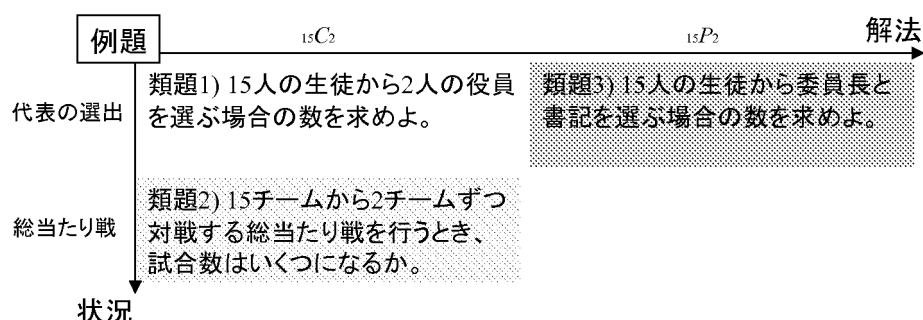 例題
15C2
15P2
解法
代表の選出
類題1) 15人の生徒から2人の役員
を選ぶ場合の数を求めよ。
類題3) 15人の生徒から委員長と
書記を選ぶ場合の数を求めよ。
総当たり戦
類題2) 15チームから2チームずつ
対戦する総当たり戦を行うとき、
試合数はいくつになるか。
状況